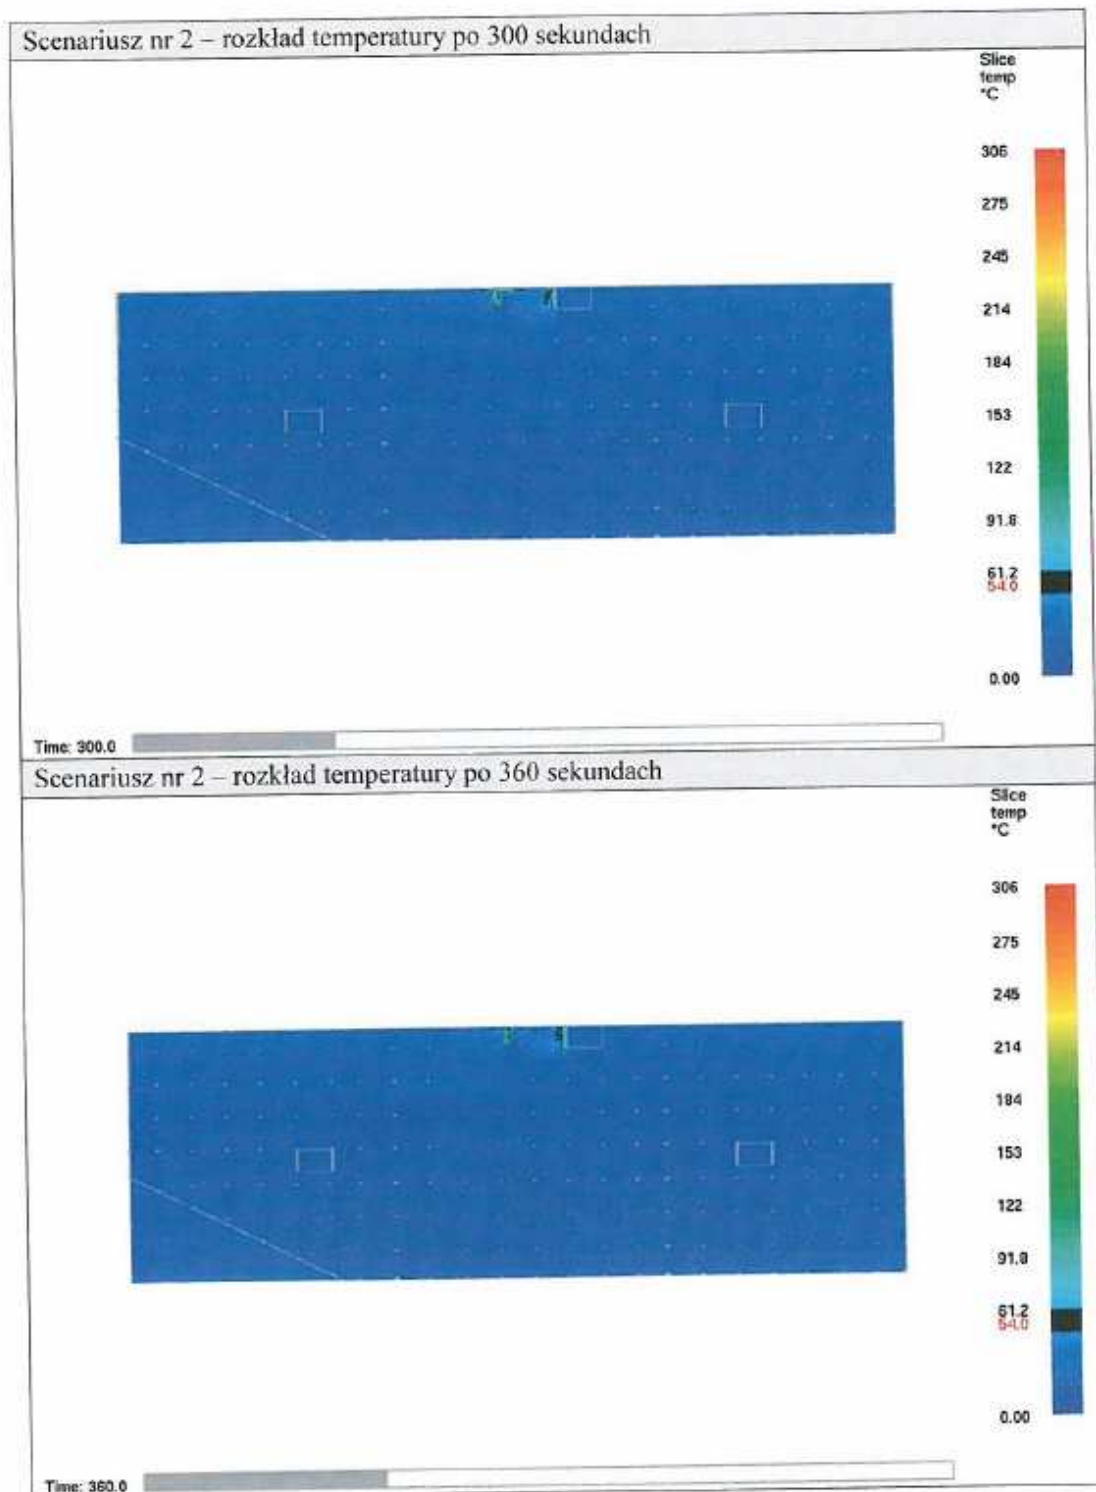 Scenariusz nr 2 – rozkład temperatury po 300 sekundach
Slice
temp
°C
306
275
245
214
184
153
122
91.8
61.2
54.0
0.00
Time: 300.0
Scenariusz nr 2 – rozkład temperatury po 360 sekundach
Slice
temp
°C
306
275
245
214
184
153
122
91.8
61.2
54.0
0.00
Time: 360.0